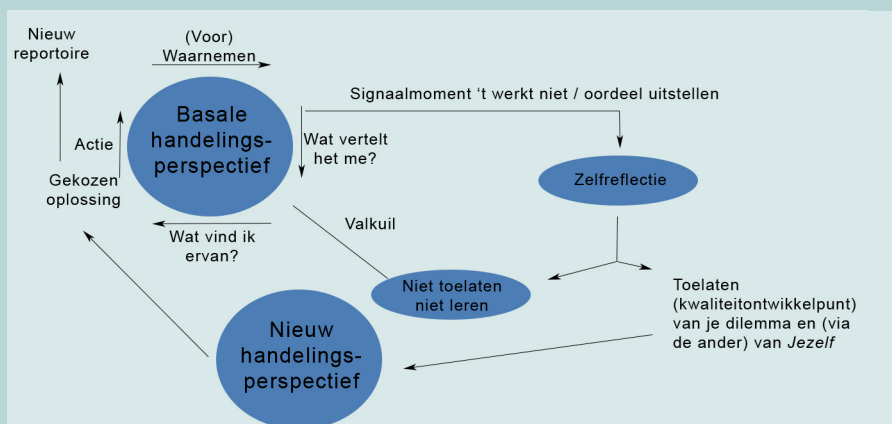 Nieuw
repertoire
(Voor)
Waarnemen
Signaalmoment ‘t werkt niet / oordeel uitstellen
Basale
handelings-
perspectief
Actie
Wat vertelt
het me?
Zelfreflectie
Gekozen
oplossing
Wat vind ik
ervan?
Valkuil
Niet toelaten
niet leren
Toelaten
(kwaliteitontwikkelpunt)
van je dilemma en (via
de ander) van Jezelf
Nieuw
handelings-
perspectief